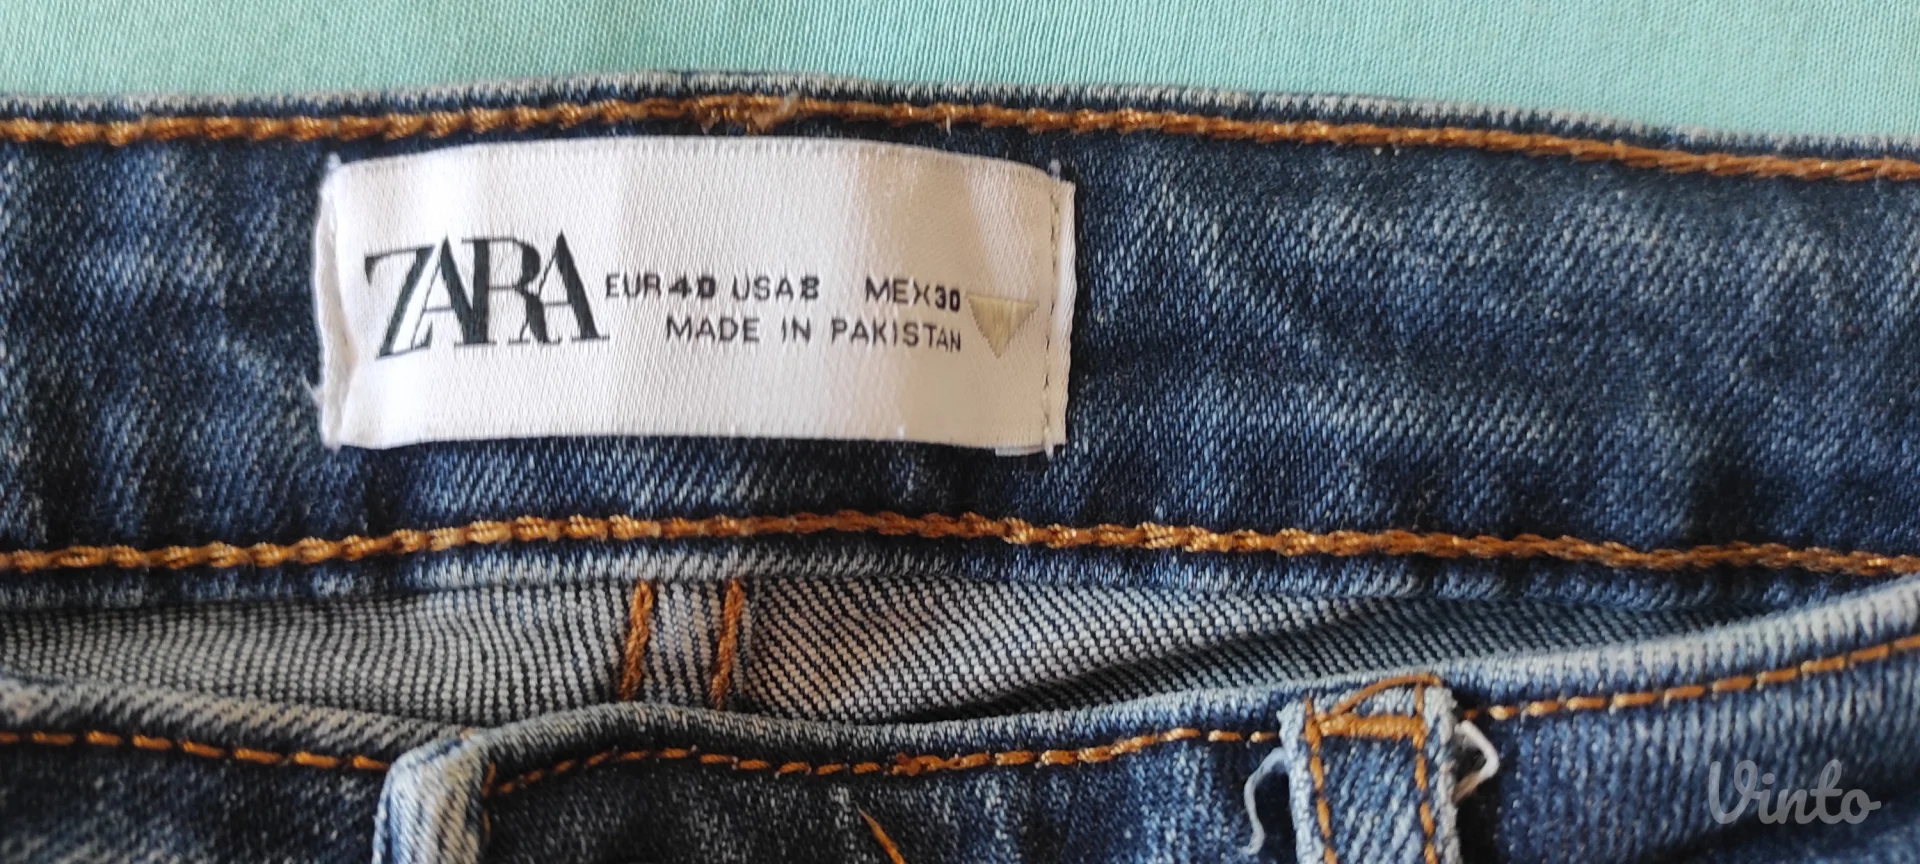 ZARA EUR 40 USA 8 MEX 30
MADE IN PAKISTAN
Vinto